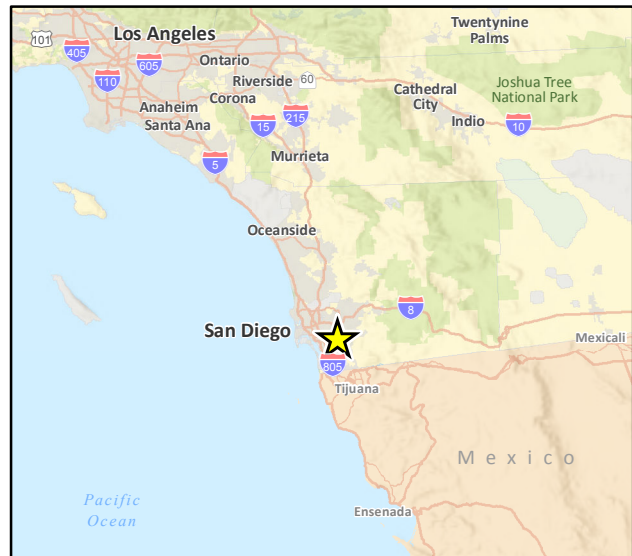 Twentynine
Palms
101
Los Angeles
405
605
Ontario
110
Riverside
60
Joshua Tree
National Park
Cathedral
City
Corona
Anaheim
Santa Ana
215
15
Indio
10
Murrieta
5
Oceanside
8
San Diego
Mexicali
805
Tijuana
Mexico
Pacific
Ocean
Ensenada